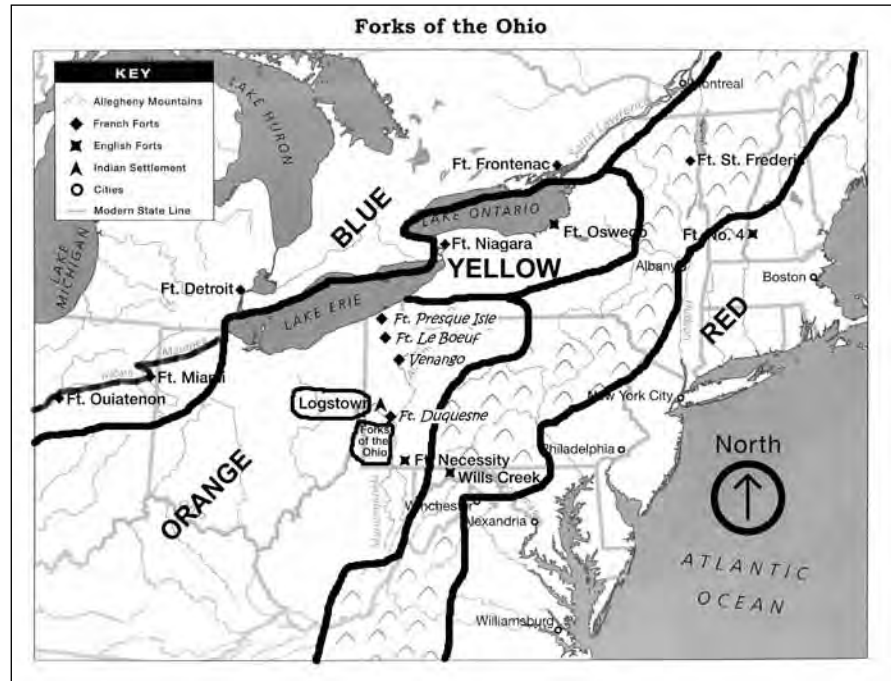 Forks of the Ohio
KEY
Allegheny Mountains
French Forts
English Forts
Indian Settlement
Cities
Modern State Line
LAKE HURON
LAKE MICHIGAN
Montreal
Saint Lawrence
Ft. Frontenac
Ft. St. Frederic
BLUE
LAKE ONTARIO
Ft. Oswego
Ft. No. 4
Ft. Niagara
YELLOW
Albany
Boston
Hudson
RED
Ft. Detroit
LAKE ERIE
Ft. Presque Isle
Ft. Le Boeuf
Venango
Maumee
Wabash
Ft. Miami
Ft. Ouiatenon
Logstown
Ft. Duquesne
New York City
Forks
of the
Ohio
Philadelphia
North
Ft. Necessity
Wills Creek
ORANGE
Winchester
Alexandria
Monongahela
ATLANTIC
OCEAN
Williamsburg